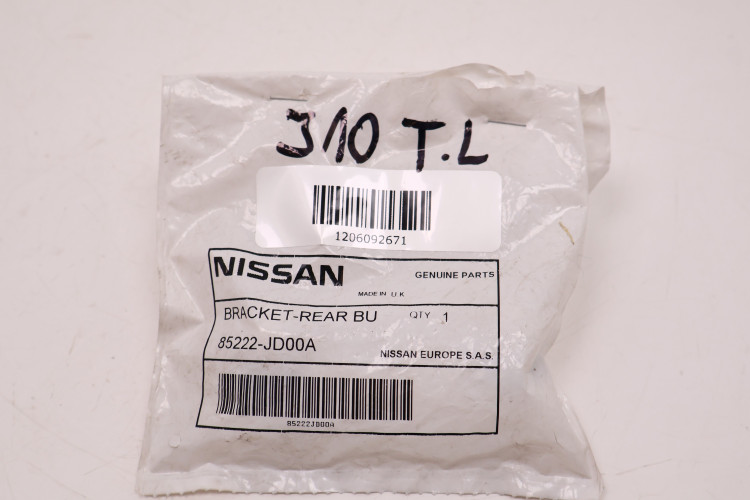 J10 T.L
1206092671
NISSAN GENUINE PARTS
MADE IN U K
BRACKET-REAR BU QTY 1
85222-JD00A NISSAN EUROPE S.A.S.
85222JD00A